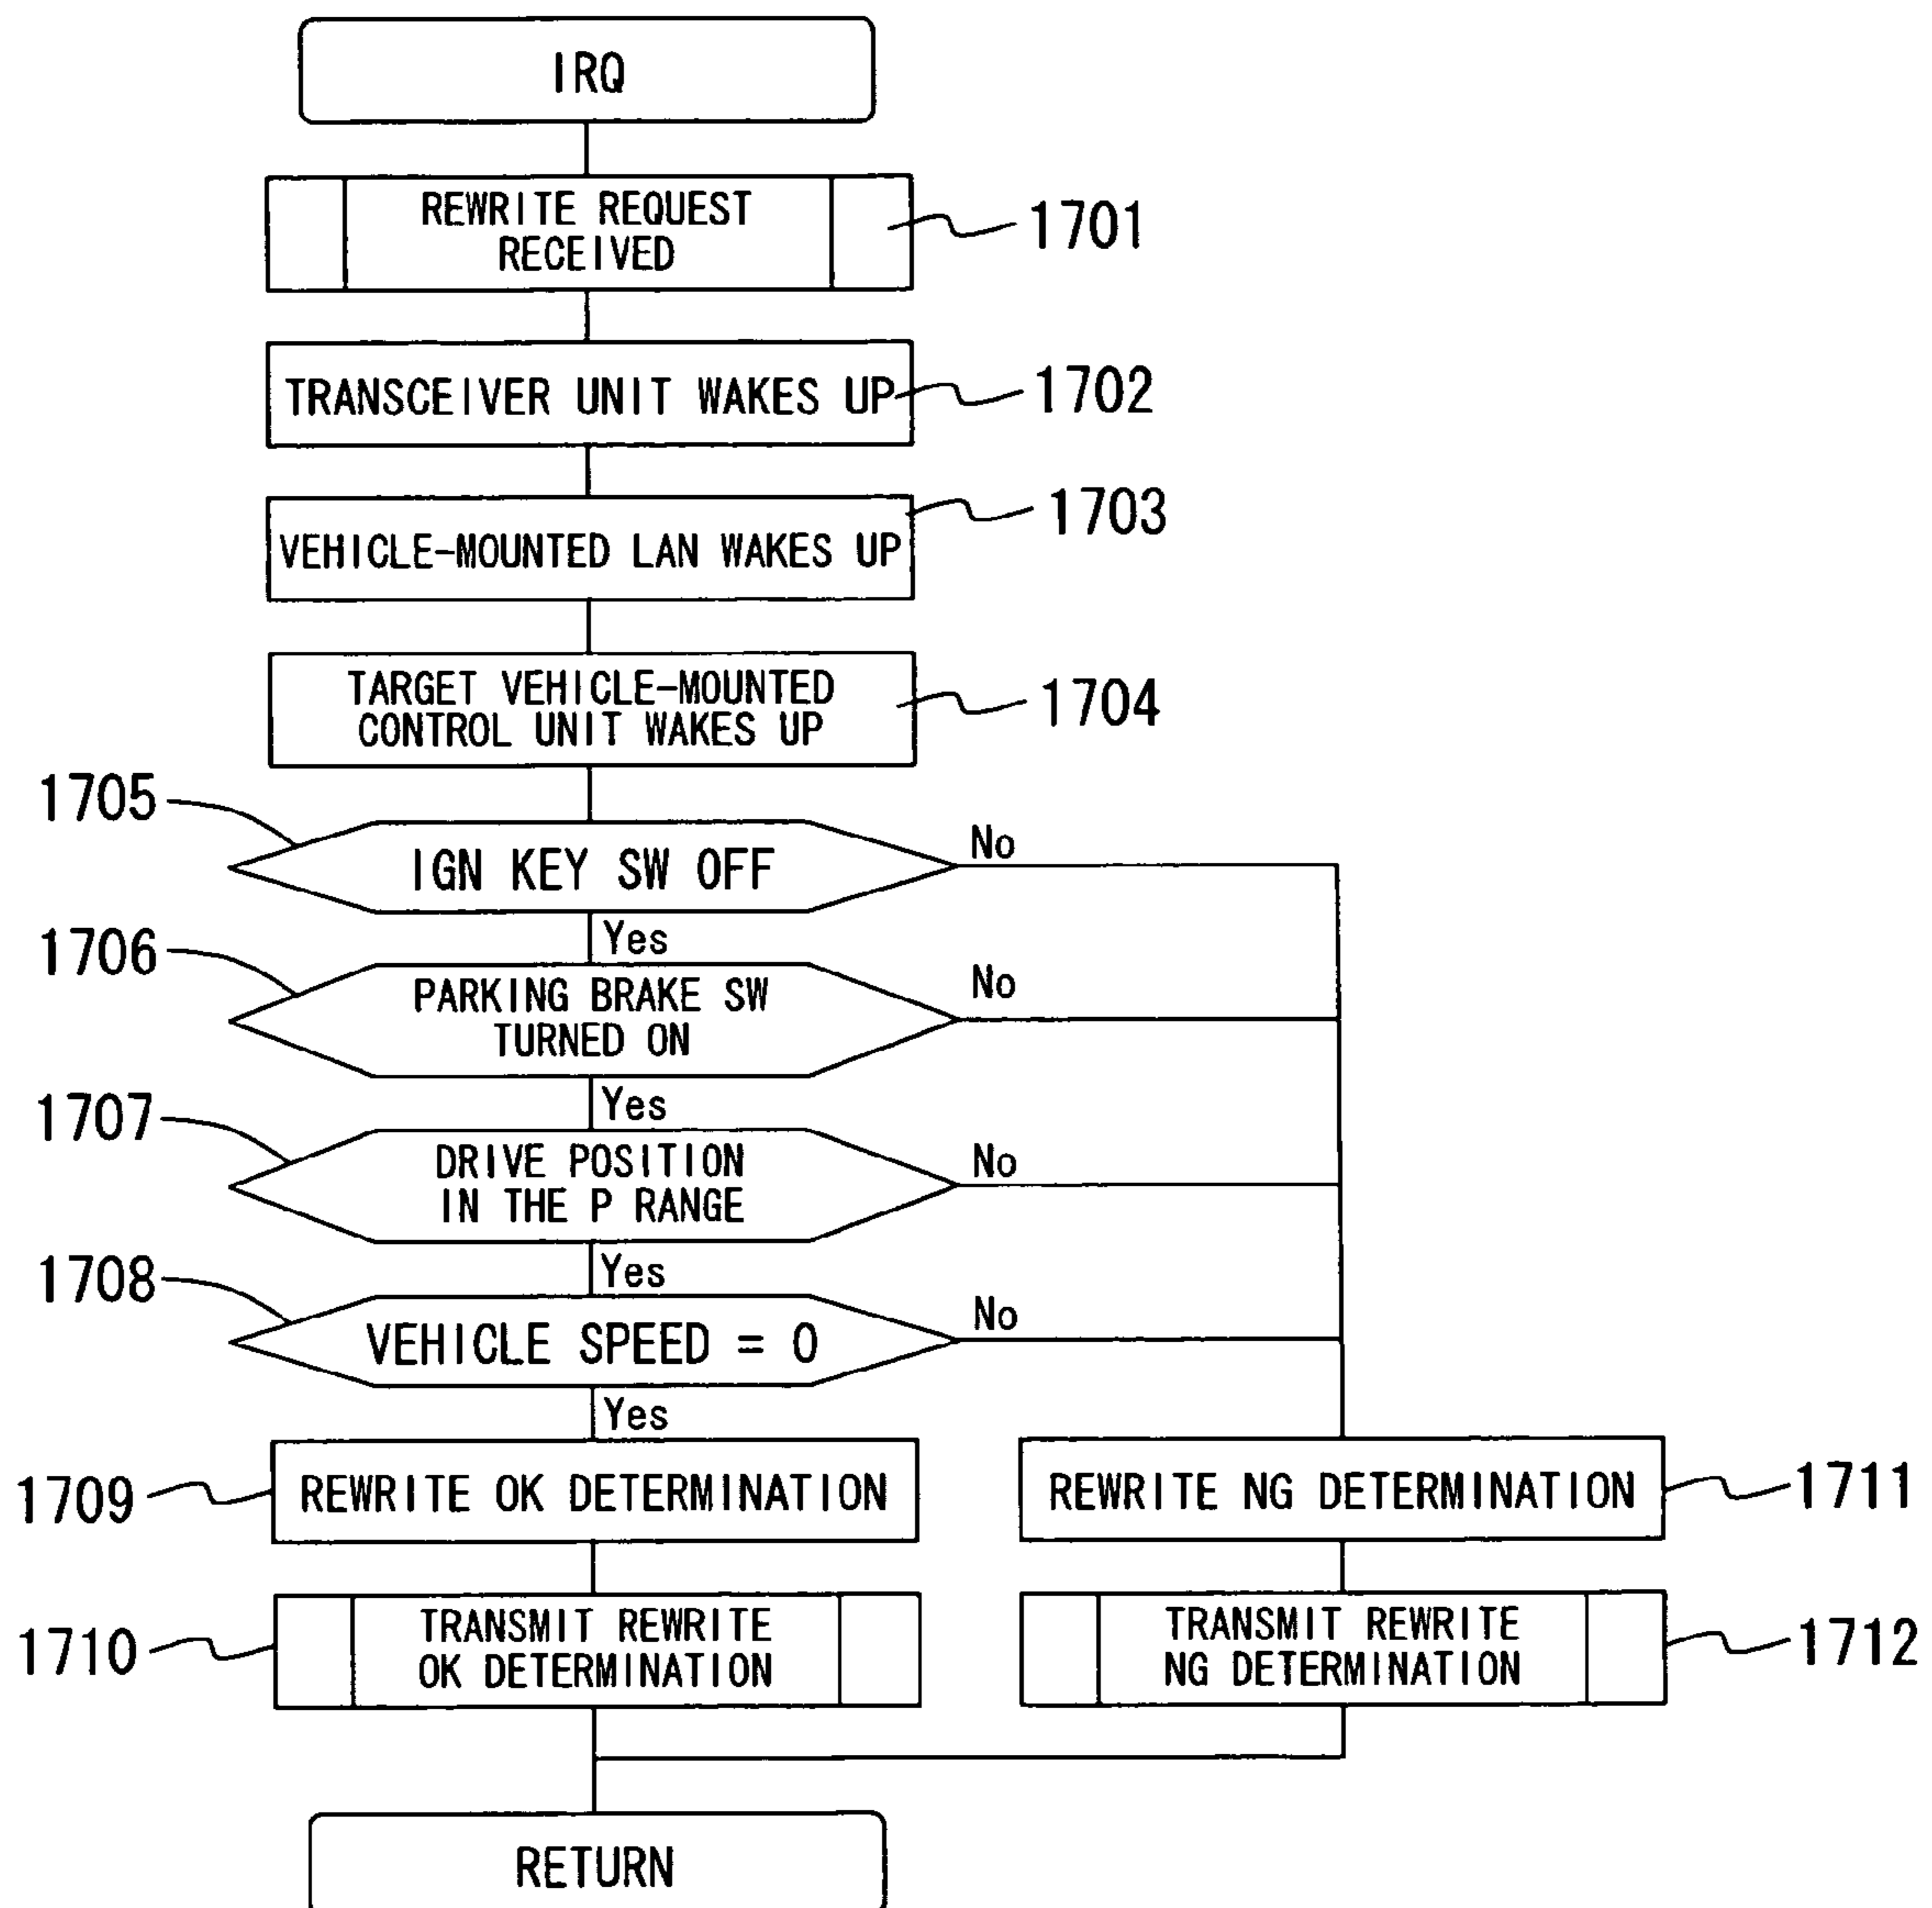 IRQ
REWRITE REQUEST
RECEIVED
1701
TRANSCEIVER UNIT WAKES UP
1702
1703
VEHICLE-MOUNTED LAN WAKES UP
TARGET VEHICLE-MOUNTED
CONTROL UNIT WAKES UP
1704
1705
IGN KEY SW OFF
No
Yes
1706
PARKING BRAKE SW
TURNED ON
No
Yes
1707
DRIVE POSITION
IN THE P RANGE
No
Yes
1708
VEHICLE SPEED = 0
No
Yes
1709
REWRITE OK DETERMINATION
REWRITE NG DETERMINATION
1711
1710
TRANSMIT REWRITE
OK DETERMINATION
TRANSMIT REWRITE
NG DETERMINATION
1712
RETURN